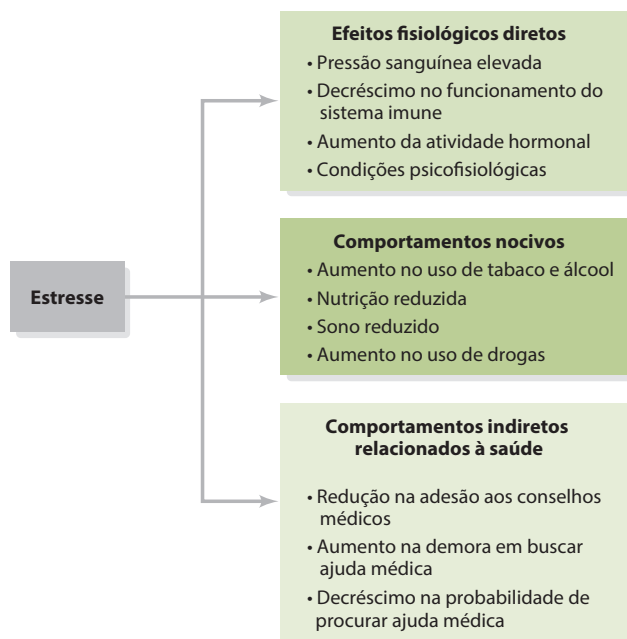 Estresse
Efeitos fisiológicos diretos
• Pressão sanguínea elevada
• Decréscimo no funcionamento do
sistema imune
• Aumento da atividade hormonal
• Condições psicofisiológicas
Comportamentos nocivos
• Aumento no uso de tabaco e álcool
• Nutrição reduzida
• Sono reduzido
• Aumento no uso de drogas
Comportamentos indiretos
relacionados à saúde
• Redução na adesão aos conselhos
médicos
• Aumento na demora em buscar
ajuda médica
• Decréscimo na probabilidade de
procurar ajuda médica